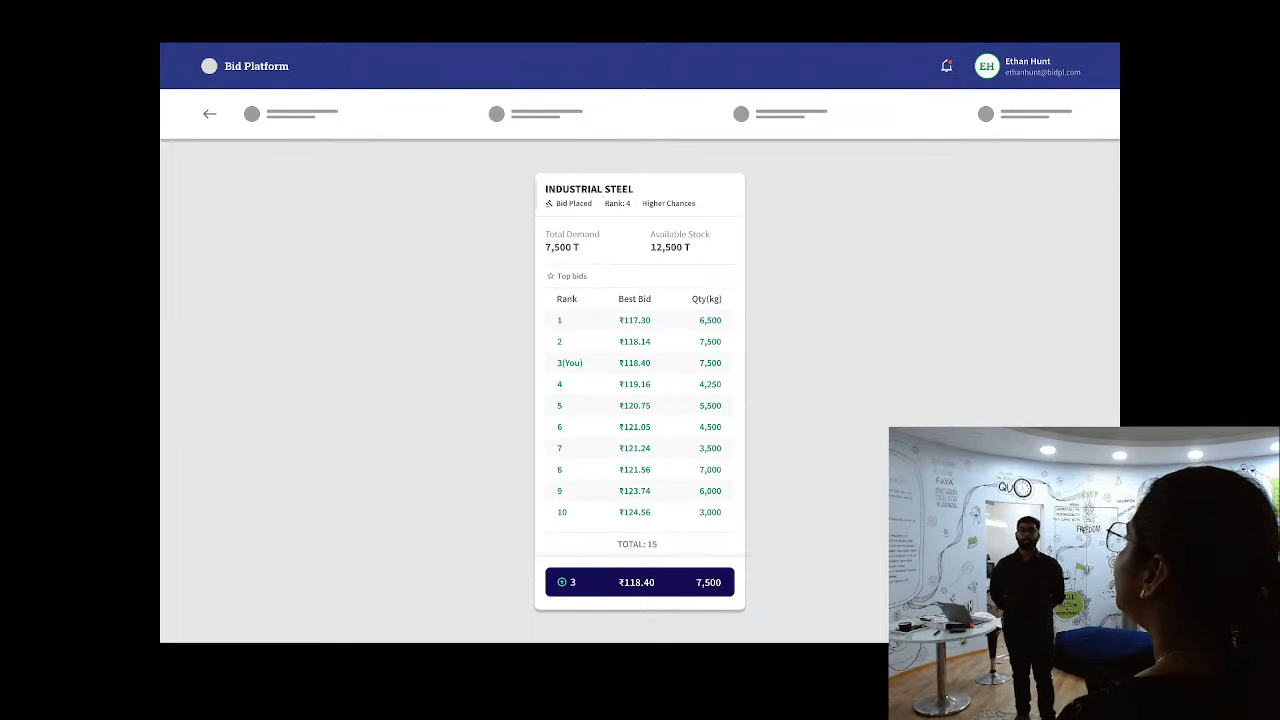 Bid Platform
EH
Ethan Hunt
ethanhunt@bidpl.com
INDUSTRIAL STEEL
Bid Placed Rank: 4 Higher Chances
Total Demand Available Stock
7,500 T 12,500 T
Top bids
Rank Best Bid Qty(kg)
1 ₹117.30 6,500
2 ₹118.14 7,500
3(You) ₹118.40 7,500
4 ₹119.16 4,250
5 ₹120.75 5,500
6 ₹121.05 4,500
7 ₹121.24 3,500
8 ₹121.56 7,000
9 ₹123.74 6,000
10 ₹124.56 3,000
TOTAL: 15
3 ₹118.40 7,500
FAYA
QUO
FREEDOM